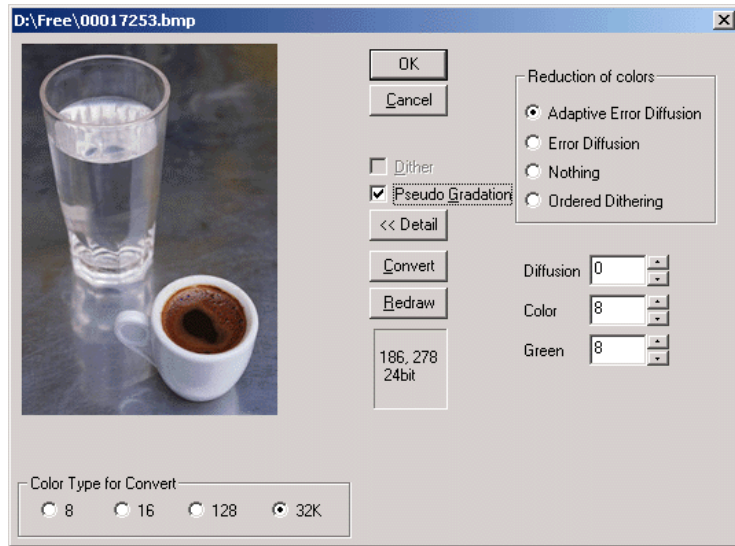 D:\Free\00017253.bmp
OK
Cancel
Dither
Pseudo Gradation
<< Detail
Convert
Redraw
186, 278
24bit
Reduction of colors
Adaptive Error Diffusion
Error Diffusion
Nothing
Ordered Dithering
Diffusion 0
Color 8
Green 8
Color Type for Convert
8 16 128 32K